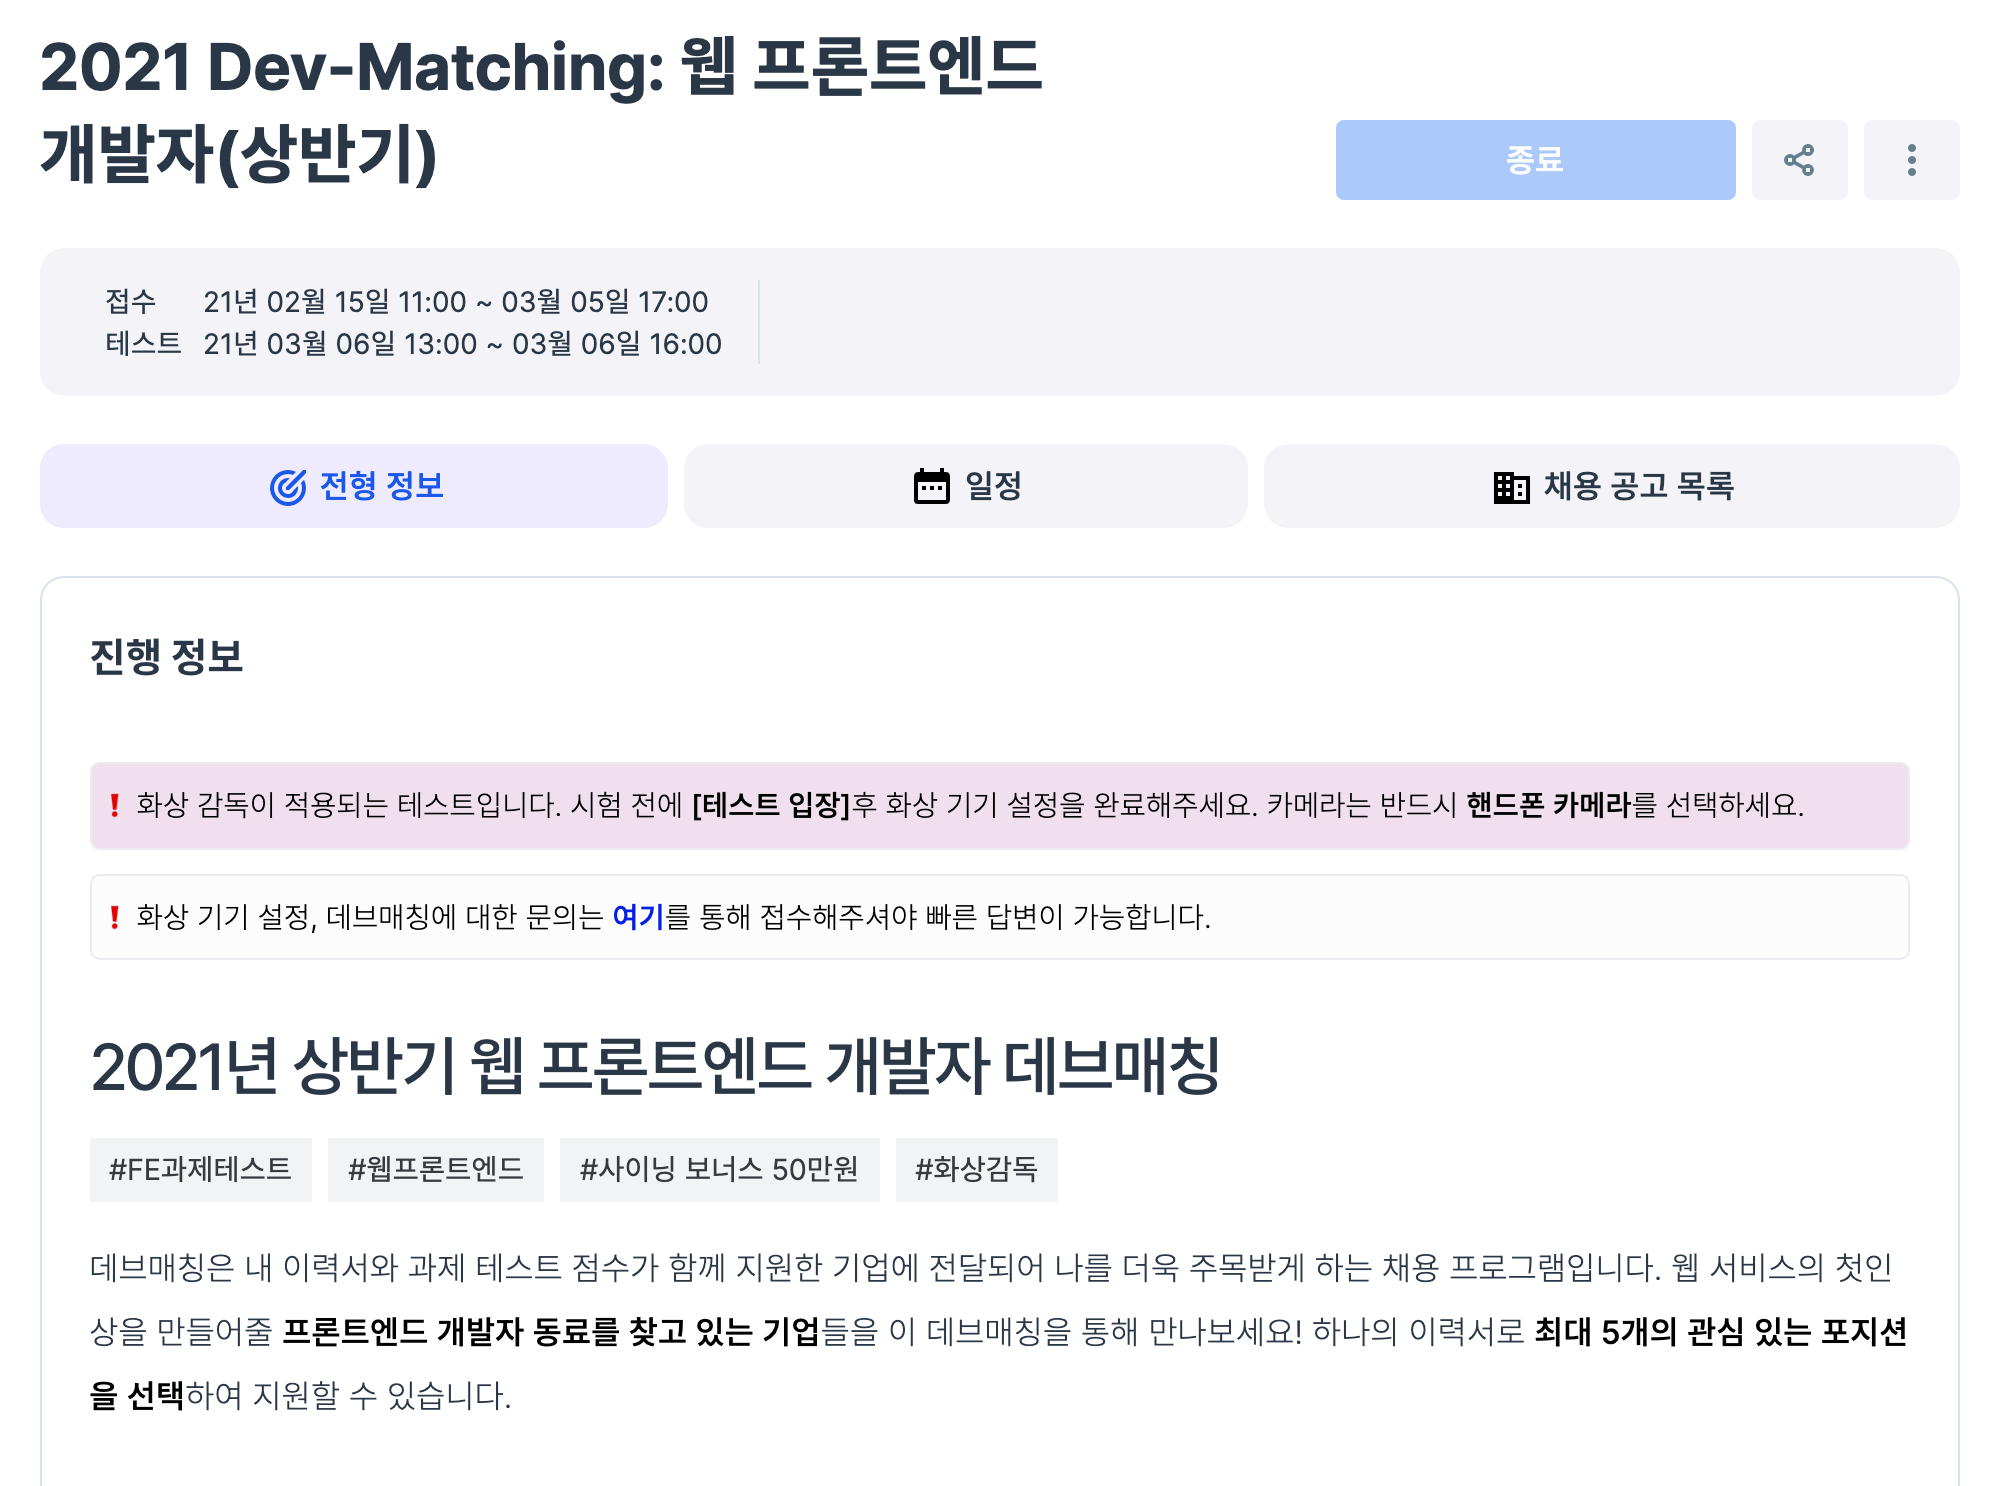 2021 Dev-Matching: 웹 프론트엔드
개발자(상반기)
종료
접수 21년 02월 15일 11:00 ~ 03월 05일 17:00
테스트 21년 03월 06일 13:00 ~ 03월 06일 16:00
전형 정보
일정
채용 공고 목록
진행 정보
❗ 화상 감독이 적용되는 테스트입니다. 시험 전에 [테스트 입장]후 화상 기기 설정을 완료해주세요. 카메라는 반드시 핸드폰 카메라를 선택하세요.
❗ 화상 기기 설정, 데브매칭에 대한 문의는 여기를 통해 접수해주셔야 빠른 답변이 가능합니다.
2021년 상반기 웹 프론트엔드 개발자 데브매칭
#FE과제테스트 #웹프론트엔드 #사이닝 보너스 50만원 #화상감독
데브매칭은 내 이력서와 과제 테스트 점수가 함께 지원한 기업에 전달되어 나를 더욱 주목받게 하는 채용 프로그램입니다. 웹 서비스의 첫인
상을 만들어줄 프론트엔드 개발자 동료를 찾고 있는 기업들을 이 데브매칭을 통해 만나보세요! 하나의 이력서로 최대 5개의 관심 있는 포지션
을 선택하여 지원할 수 있습니다.